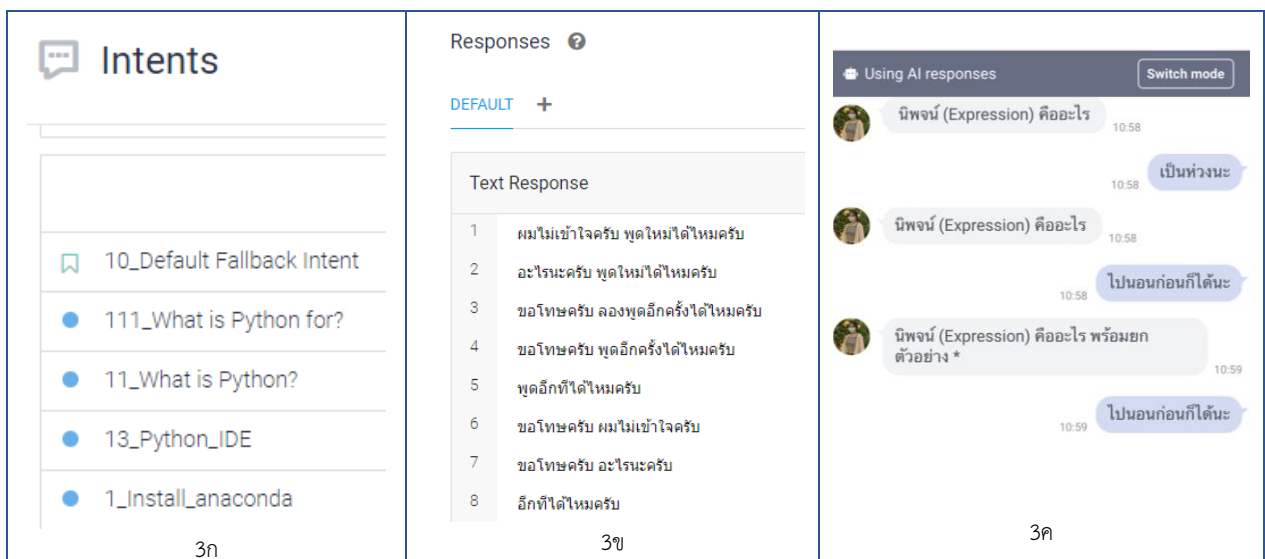 Intents
10_Default Fallback Intent
111_What is Python for?
11_What is Python?
13_Python_IDE
1_Install_anaconda
3ก
Responses
DEFAULT +
Text Response
1 ผมไม่เข้าใจครับ พูดใหม่ได้ไหมครับ
2 อะไรนะครับ พูดใหม่ได้ไหมครับ
3 ขอโทษครับ ลองพูดอีกครั้งได้ไหมครับ
4 ขอโทษครับ พูดอีกครั้งได้ไหมครับ
5 พูดอีกทีได้ไหมครับ
6 ขอโทษครับ ผมไม่เข้าใจครับ
7 ขอโทษครับ อะไรนะครับ
8 อีกทีได้ไหมครับ
3ข
Using AI responses Switch mode
นิพจน์ (Expression) คืออะไร
10:58
เป็นห่วงนะ
10:58
นิพจน์ (Expression) คืออะไร
10:58
ไปนอนก่อนก็ได้นะ
10:58
นิพจน์ (Expression) คืออะไร พร้อมยก
ตัวอย่าง *
10:59
ไปนอนก่อนก็ได้นะ
10:59
3ค